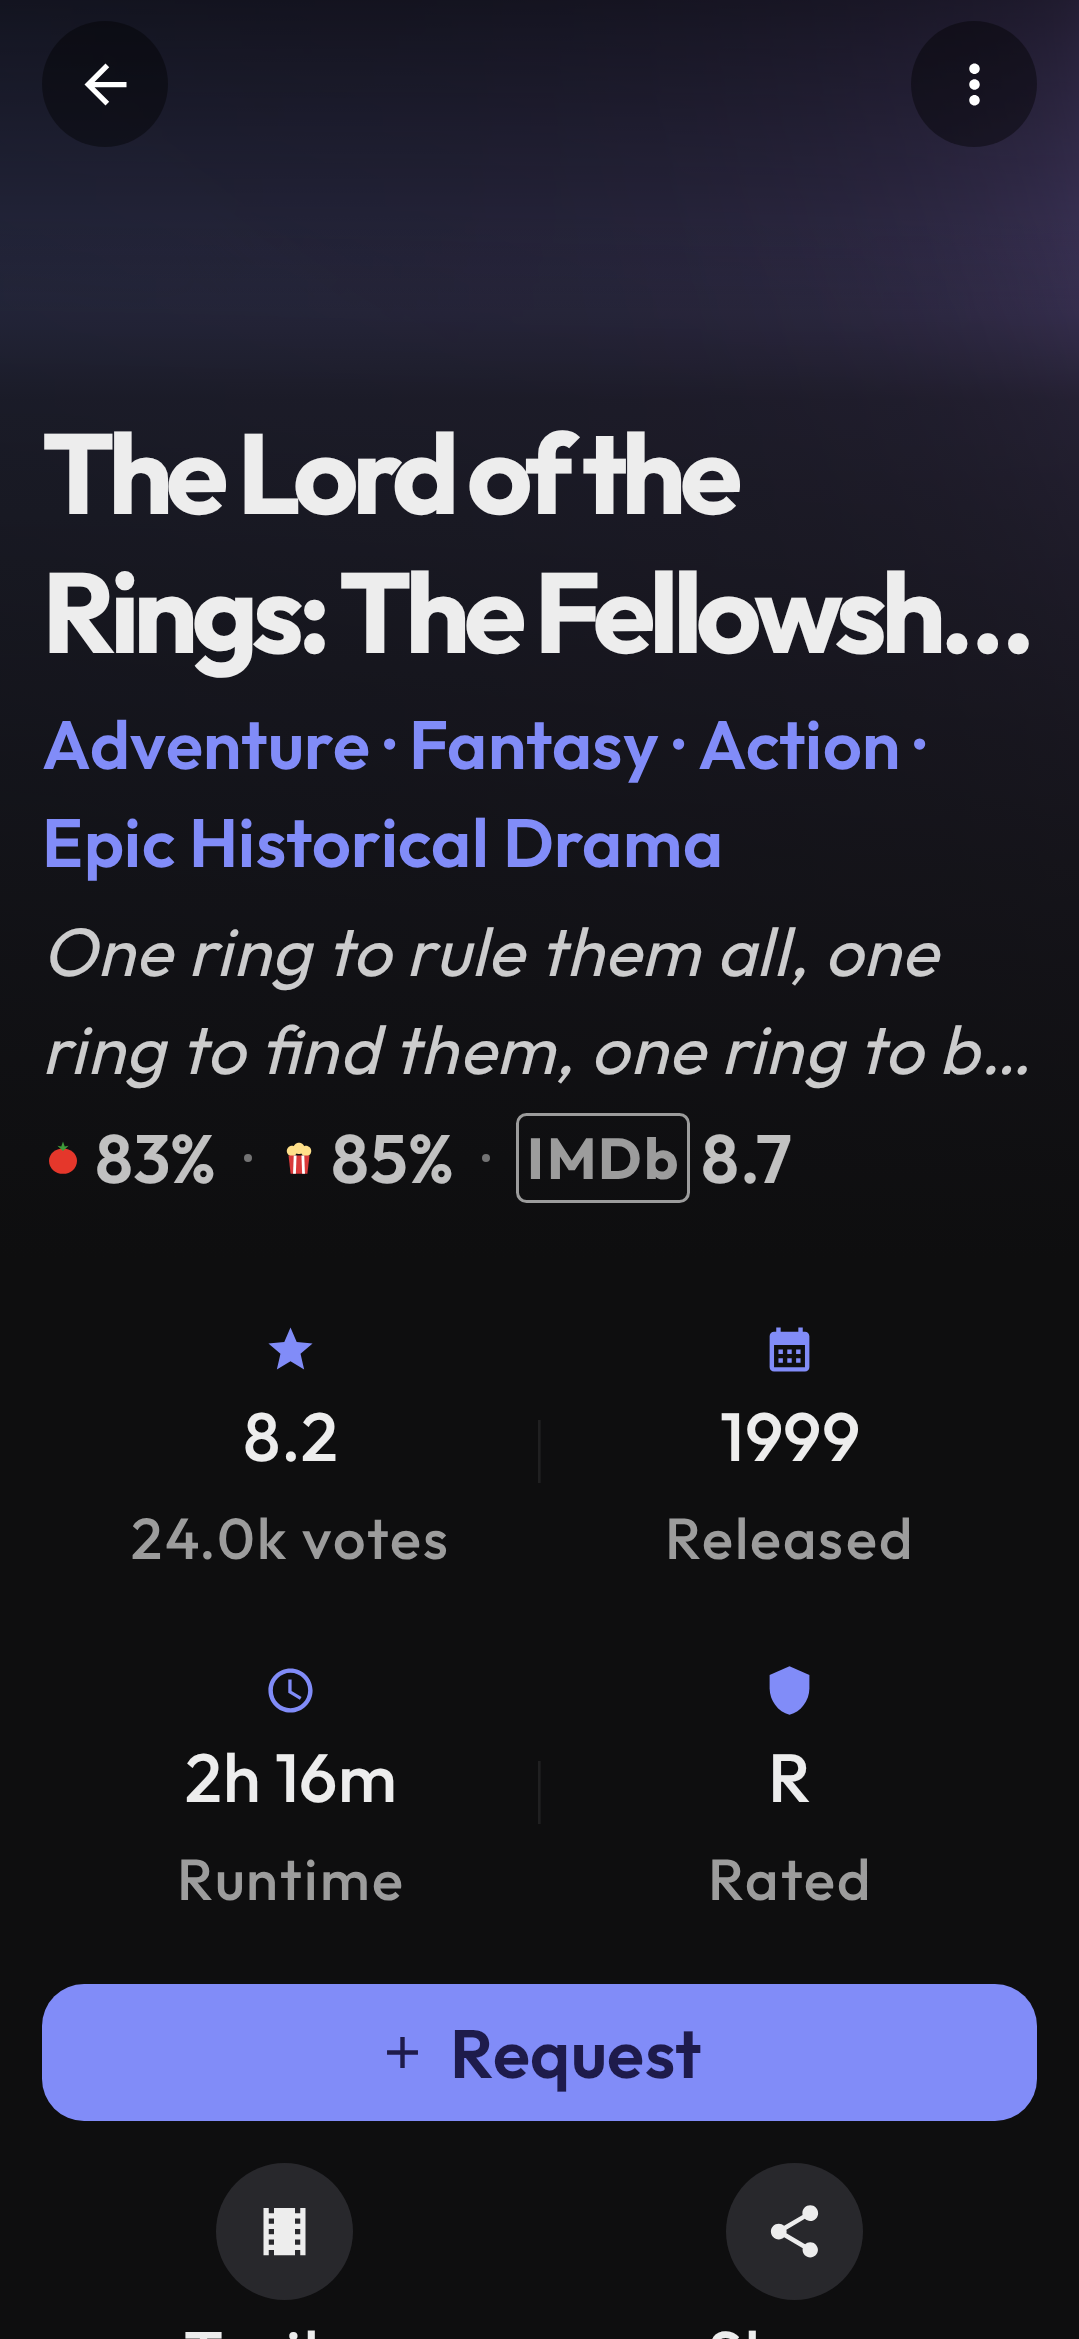 The Lord of the
Rings: The Fellowsh...
Adventure · Fantasy · Action ·
Epic Historical Drama
One ring to rule them all, one
ring to find them, one ring to b...
83% · 85% · IMDb 8.7
8.2
24.0k votes
1999
Released
2h 16m
Runtime
R
Rated
+ Request